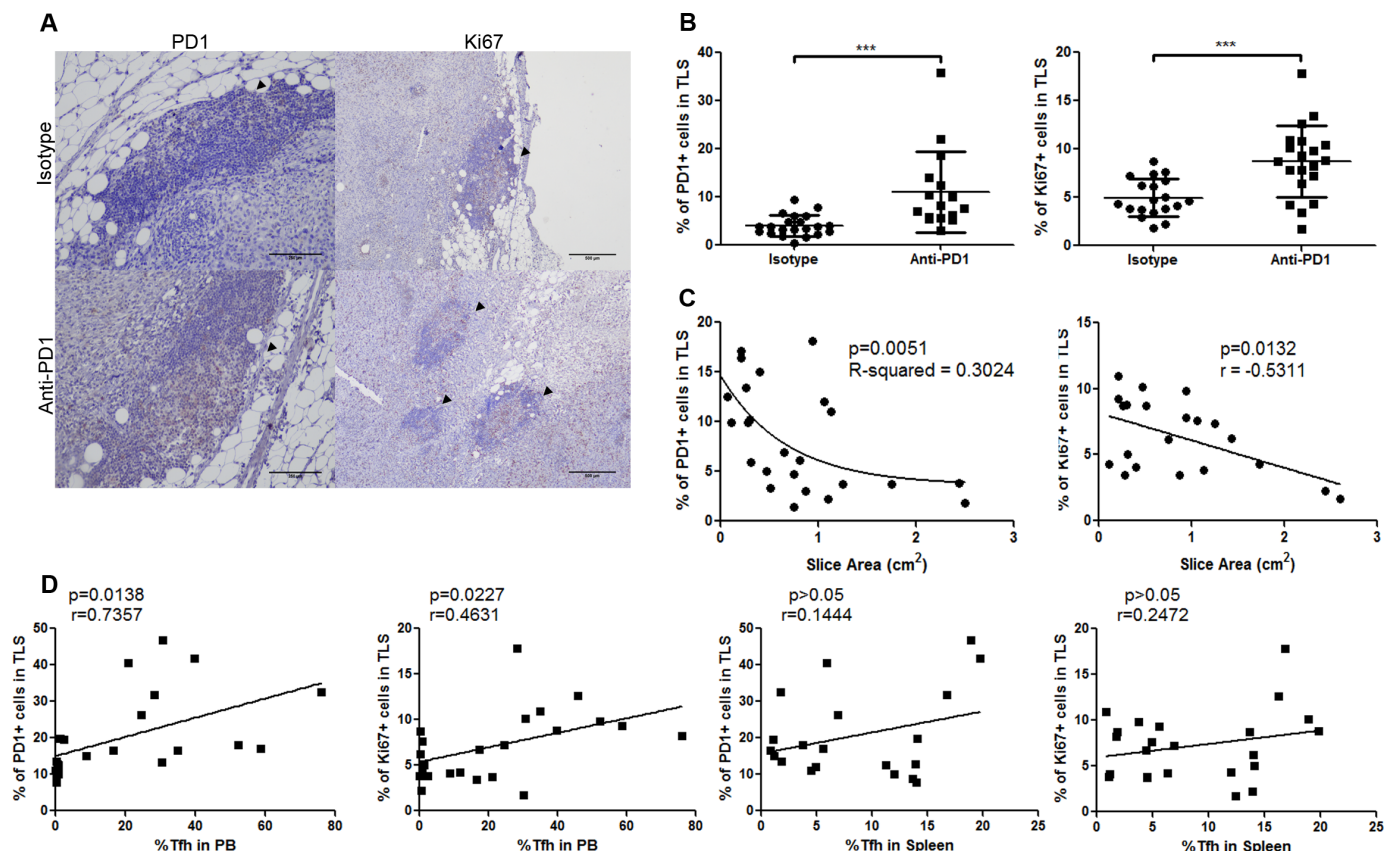 A
PD1
Ki67
Isotype
Anti-PD1
B
% of PD1+ cells in TLS
40
30
20
10
0
***
Isotype
Anti-PD1
% of Ki67+ cells in TLS
20
15
10
5
0
***
Isotype
Anti-PD1
C
% of PD1+ cells in TLS
20
15
10
5
0
p=0.0051
R-squared = 0.3024
0
1
2
3
Slice Area (cm2)
% of Ki67+ cells in TLS
15
10
5
0
p=0.0132
r = -0.5311
0
1
2
3
Slice Area (cm2)
D
p=0.0138
r=0.7357
% of PD1+ cells in TLS
50
40
30
20
10
0
0
20
40
60
80
%Tfh in PB
p=0.0227
r=0.4631
% of Ki67+ cells in TLS
20
15
10
5
0
0
20
40
60
80
%Tfh in PB
p>0.05
r=0.1444
% of PD1+ cells in TLS
50
40
30
20
10
0
0
5
10
15
20
25
%Tfh in Spleen
p>0.05
r=0.2472
% of Ki67+ cells in TLS
20
15
10
5
0
0
5
10
15
20
25
%Tfh in Spleen